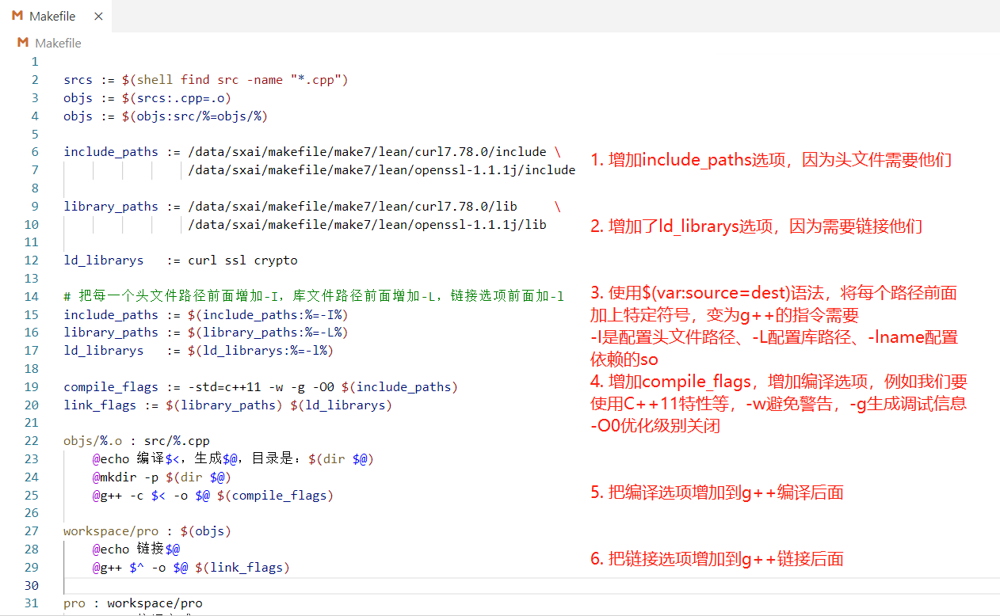 Makefile
Makefile
1
2 srcs := $(shell find src -name "*.cpp")
3 objs := $(srcs:.cpp=.o)
4 objs := $(objs:src/%=objs/%)
5
6 include_paths := /data/sxai/makefile/make7/lean/curl7.78.0/include \
7 /data/sxai/makefile/make7/lean/openssl-1.1.1j/include
8
9 library_paths := /data/sxai/makefile/make7/lean/curl7.78.0/lib \
10 /data/sxai/makefile/make7/lean/openssl-1.1.1j/lib
11
12 ld_librarys := curl ssl crypto
13
14 # 把每一个头文件路径前面增加-I，库文件路径前面增加-L，链接选项前面加-l
15 include_paths := $(include_paths:%=-I%)
16 library_paths := $(library_paths:%=-L%)
17 ld_librarys := $(ld_librarys:%=-l%)
18
19 compile_flags := -std=c++11 -w -g -O0 $(include_paths)
20 link_flags := $(library_paths) $(ld_librarys)
21
22 objs/%.o : src/%.cpp
23 @echo 编译$<，生成$@，目录是：$(dir $@)
24 @mkdir -p $(dir $@)
25 @g++ -c $< -o $@ $(compile_flags)
26
27 workspace/pro : $(objs)
28 @echo 链接$@
29 @g++ $^ -o $@ $(link_flags)
30
31 pro : workspace/pro
1. 增加include_paths选项，因为头文件需要他们
2. 增加了ld_librarys选项，因为需要链接他们
3. 使用$(var:source=dest)语法，将每个路径前面
加上特定符号，变为g++的指令需要
-I是配置头文件路径、-L配置库路径、-lname配置
依赖的so
4. 增加compile_flags，增加编译选项，例如我们要
使用C++11特性等，-w避免警告，-g生成调试信息
-O0优化级别关闭
5. 把编译选项增加到g++编译后面
6. 把链接选项增加到g++链接后面